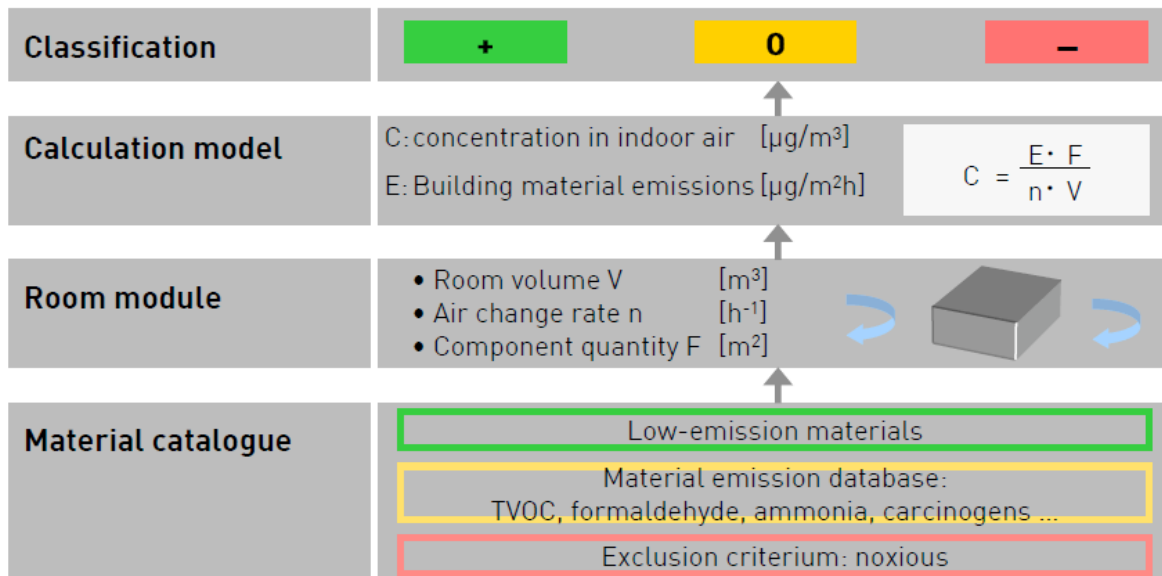 Classification
+ 0 –
Calculation model
C: concentration in indoor air [µg/m³]
E: Building material emissions [µg/m²h]
C = E· F / n· V
Room module
• Room volume V [m³]
• Air change rate n [h⁻¹]
• Component quantity F [m²]
Material catalogue
Low-emission materials
Material emission database:
TVOC, formaldehyde, ammonia, carcinogens ...
Exclusion criterium: noxious